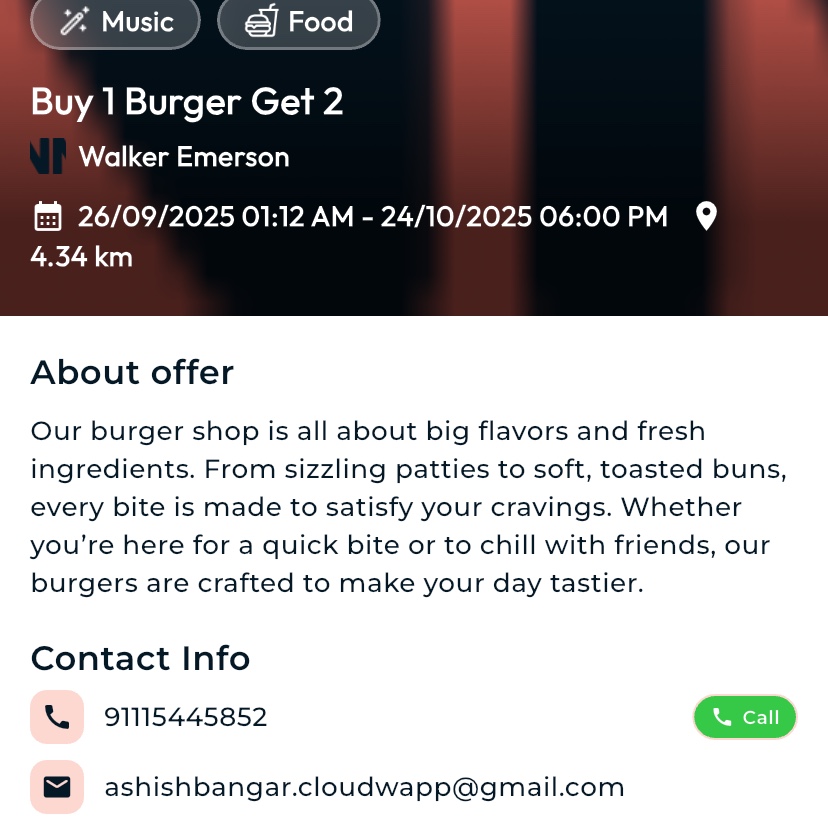 Music Food
Buy 1 Burger Get 2
Walker Emerson
26/09/2025 01:12 AM - 24/10/2025 06:00 PM
4.34 km
About offer
Our burger shop is all about big flavors and fresh
ingredients. From sizzling patties to soft, toasted buns,
every bite is made to satisfy your cravings. Whether
you’re here for a quick bite or to chill with friends, our
burgers are crafted to make your day tastier.
Contact Info
91115445852 Call
ashishbangar.cloudwapp@gmail.com